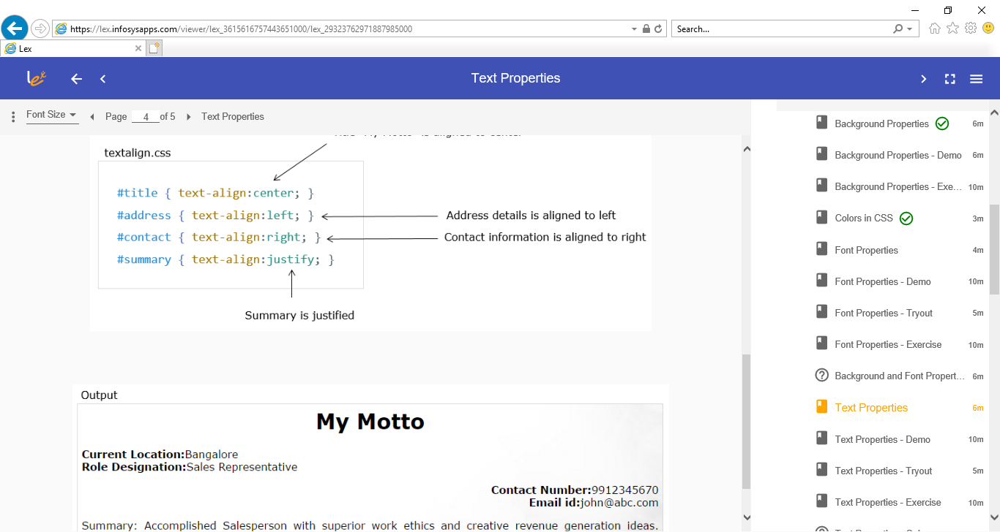 https://lex.infosysapps.com/viewer/lex_3615616757443651000/lex_29323762971887985000
Search...
Lex
lex
Text Properties
Font Size
Page 4 of 5
Text Properties
textalign.css
#title { text-align:center; }
#address { text-align:left; }
Address details is aligned to left
#contact { text-align:right; }
Contact information is aligned to right
#summary { text-align:justify; }
Summary is justified
Output
My Motto
Current Location:Bangalore
Role Designation:Sales Representative
Contact Number:9912345670
Email id:john@abc.com
Summary: Accomplished Salesperson with superior work ethics and creative revenue generation ideas.
Background Properties 6m
Background Properties - Demo 6m
Background Properties - Exe... 10m
Colors in CSS 3m
Font Properties 4m
Font Properties - Demo 10m
Font Properties - Tryout 5m
Font Properties - Exercise 10m
Background and Font Propert... 6m
Text Properties 6m
Text Properties - Demo 10m
Text Properties - Tryout 5m
Text Properties - Exercise 10m